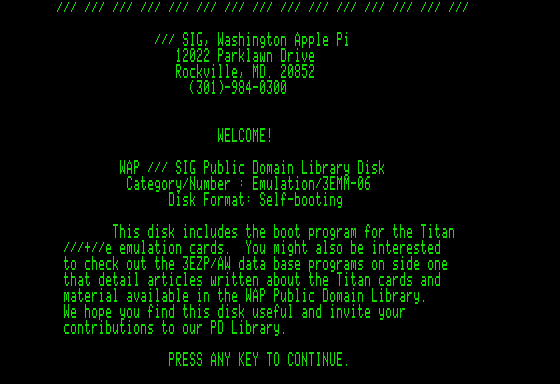 /// /// /// /// /// /// /// /// /// /// /// /// /// /// ///
/// SIG, Washington Apple Pi
12022 Parklawn Drive
Rockville, MD. 20852
(301)-984-0300
WELCOME!
WAP /// SIG Public Domain Library Disk
Category/Number : Emulation/3EMM-06
Disk Format: Self-booting
This disk includes the boot program for the Titan
///+//e emulation cards.  You might also be interested
to check out the 3EZP/AW data base programs on side one
that detail articles written about the Titan cards and
material available in the WAP Public Domain Library.
We hope you find this disk useful and invite your
contributions to our PD Library.
PRESS ANY KEY TO CONTINUE.